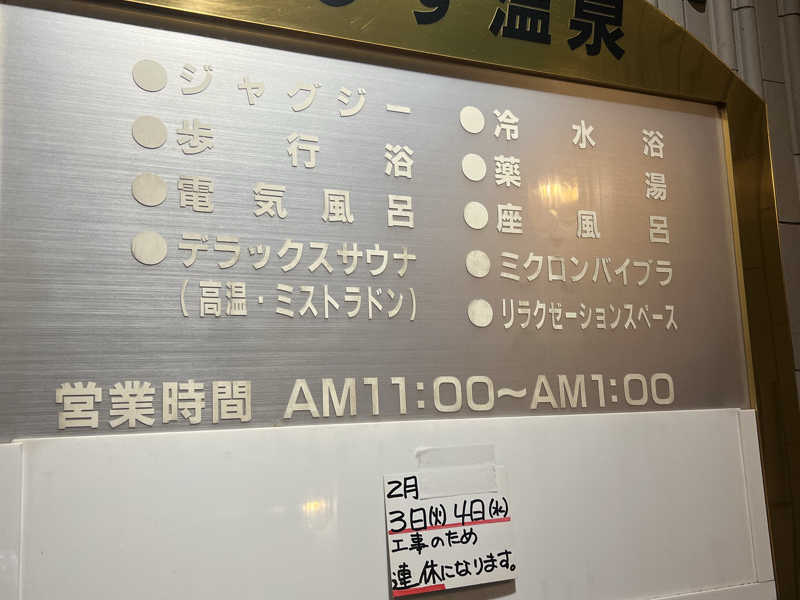 す温泉
●ジャグジー
●歩行浴
●電気風呂
●デラックスサウナ
(高温・ミストラドン)
●冷水浴
●薬湯
●座風呂
●ミクロンバイブラ
●リラクゼーションスペース
営業時間 AM11:00～AM1:00
2月
3日(火) 4日(水)
工事のため
連休になります。